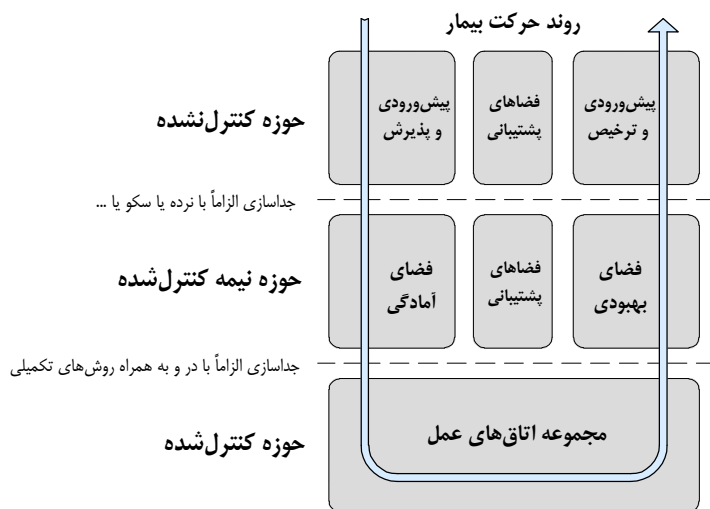 روند حرکت بیمار
حوزه کنترل‌نشده
پیش‌ورودی
و ترخیص
فضاهای
پشتیبانی
پیش‌ورودی
و پذیرش
جداسازی الزاماً با نرده یا سکو یا ...
حوزه نیمه کنترل‌شده
فضای
بهبودی
فضاهای
پشتیبانی
فضای
آمادگی
جداسازی الزاماً با در و به همراه روش‌های تکمیلی
حوزه کنترل‌شده
مجموعه اتاق‌های عمل